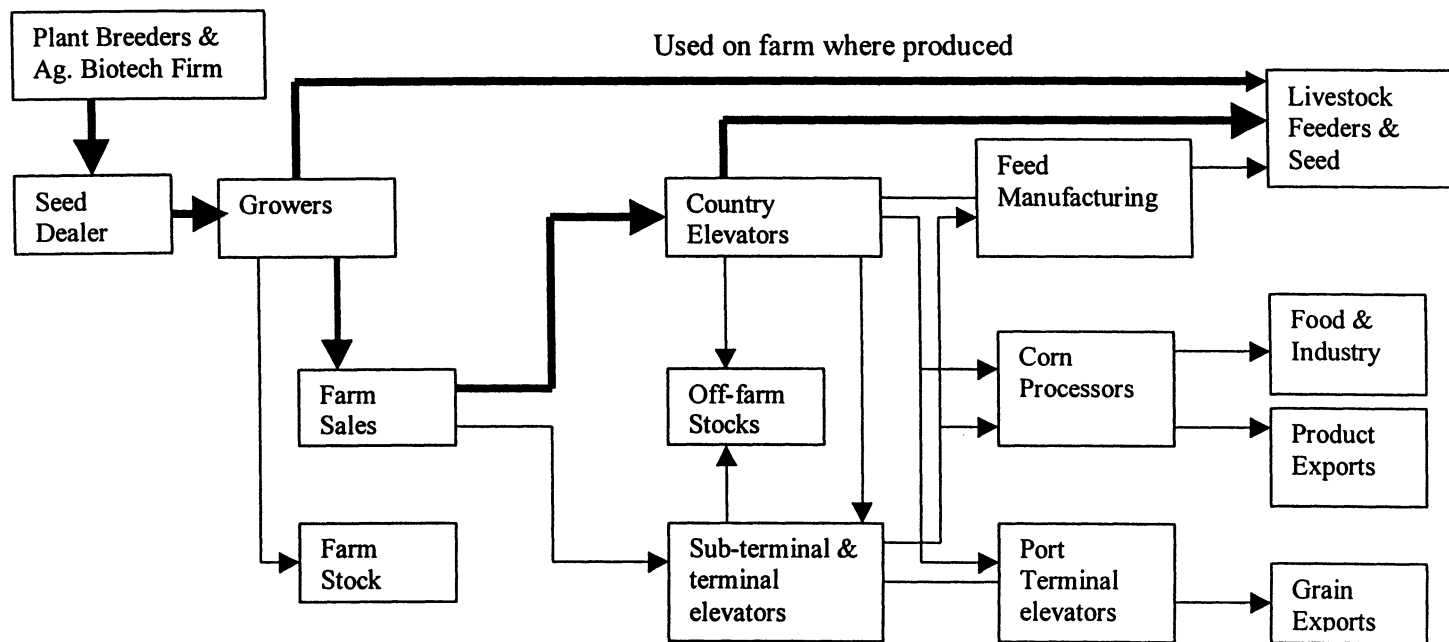 Plant Breeders &
Ag. Biotech Firm
Used on farm where produced
Livestock
Feeders &
Seed
Seed
Dealer
Growers
Country
Elevators
Feed
Manufacturing
Farm
Sales
Off-farm
Stocks
Corn
Processors
Food &
Industry
Product
Exports
Farm
Stock
Sub-terminal &
terminal
elevators
Port
Terminal
elevators
Grain
Exports